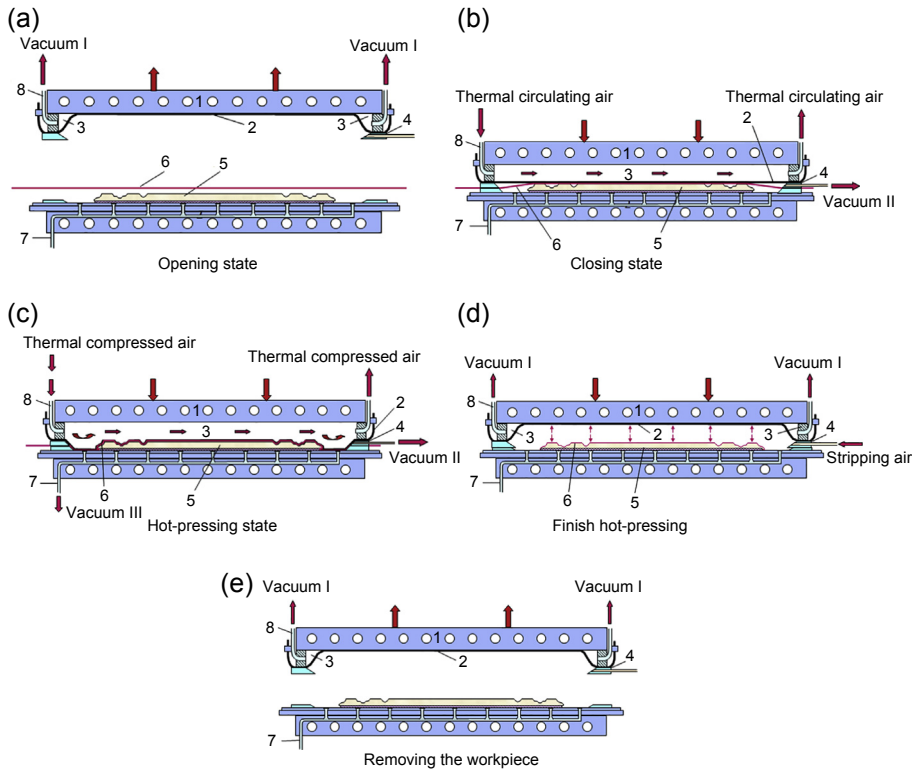 (a)
Vacuum I
Vacuum I
8
1
3
2
3
4
6
5
7
Opening state
(b)
Thermal circulating air
Thermal circulating air
2
8
1
3
4
Vacuum II
7
6
5
Closing state
(c)
Thermal compressed air
Thermal compressed air
8
1
2
3
4
Vacuum II
7
6
5
Vacuum III
Hot-pressing state
(d)
Vacuum I
Vacuum I
8
1
3
2
3
4
Stripping air
7
6
5
Finish hot-pressing
(e)
Vacuum I
Vacuum I
8
1
3
2
4
7
Removing the workpiece